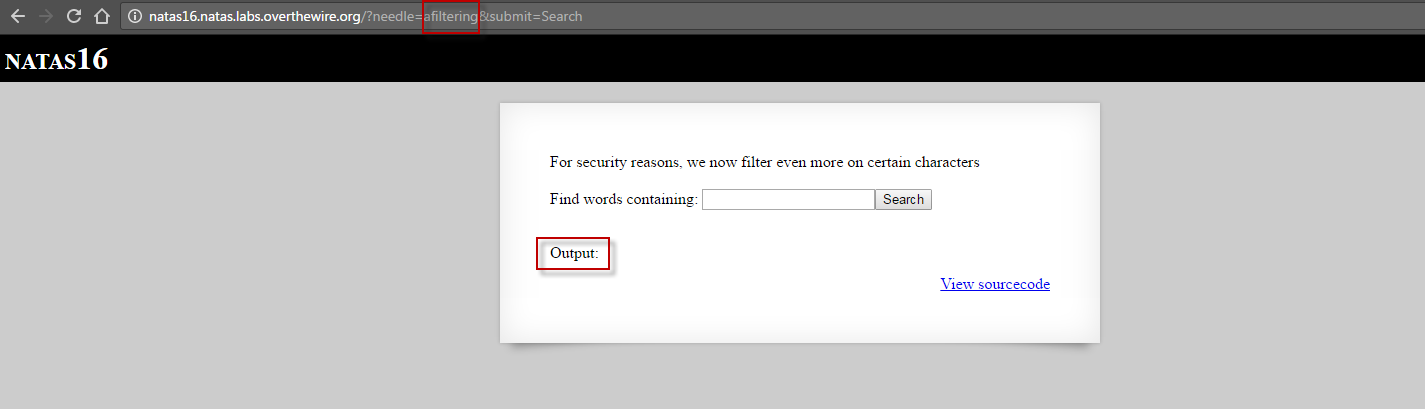 natas16.natas.labs.overthewire.org/?needle=afiltering&submit=Search
NATAS16
For security reasons, we now filter even more on certain characters
Find words containing: Search
Output:
View sourcecode